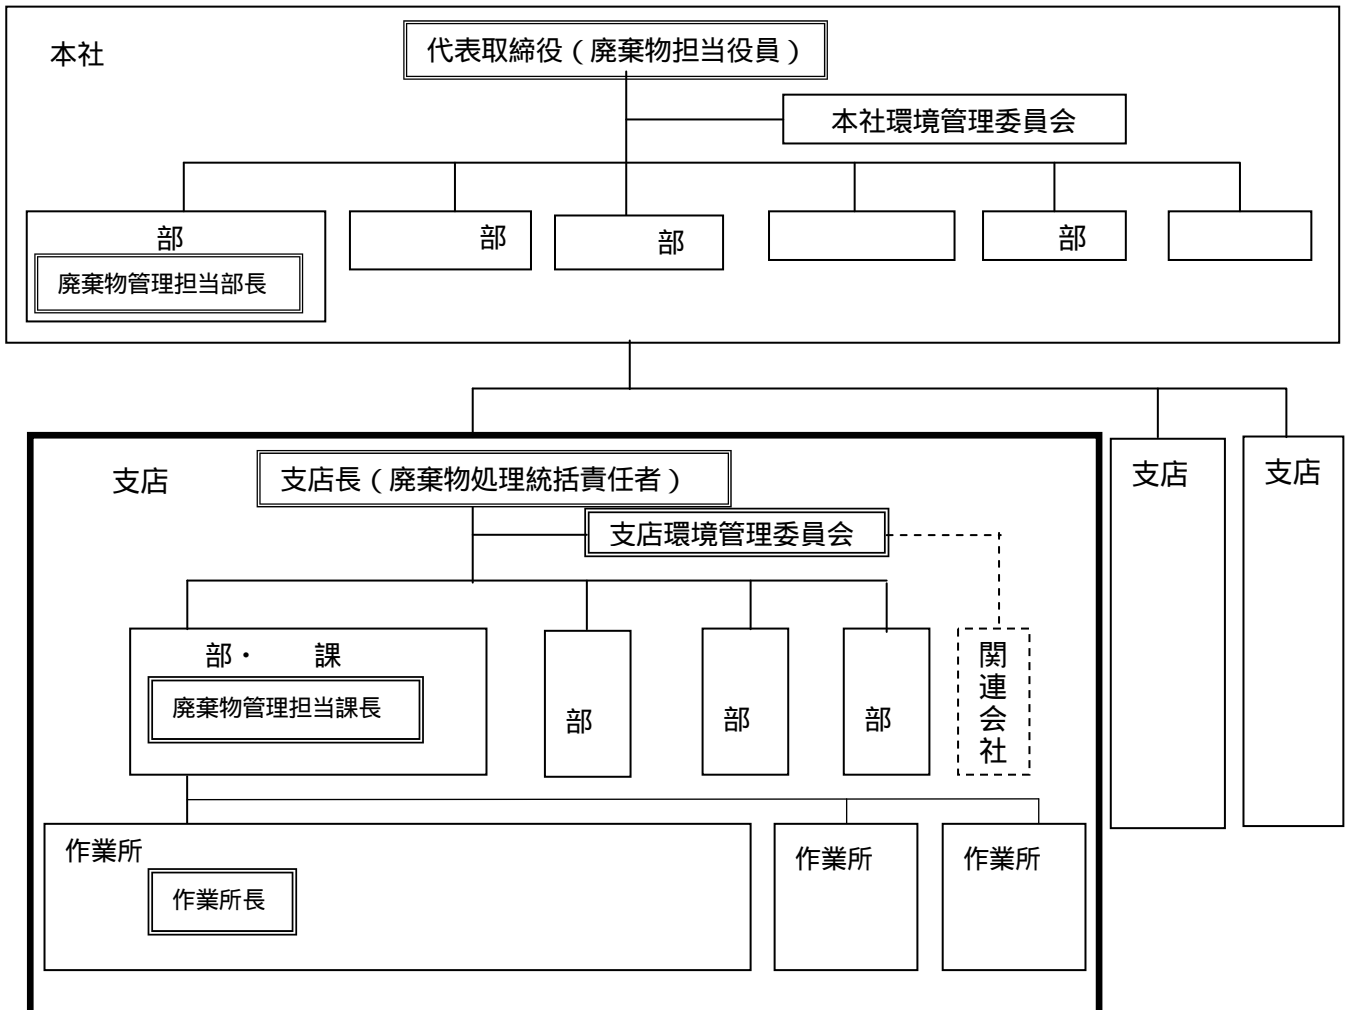 本社
代表取締役（廃棄物担当役員）
本社環境管理委員会
部
廃棄物管理担当部長
部
部
部
支店
支店長（廃棄物処理統括責任者）
支店環境管理委員会
部・　課
廃棄物管理担当課長
部
部
部
関連会社
作業所
作業所長
作業所
作業所
支店
支店